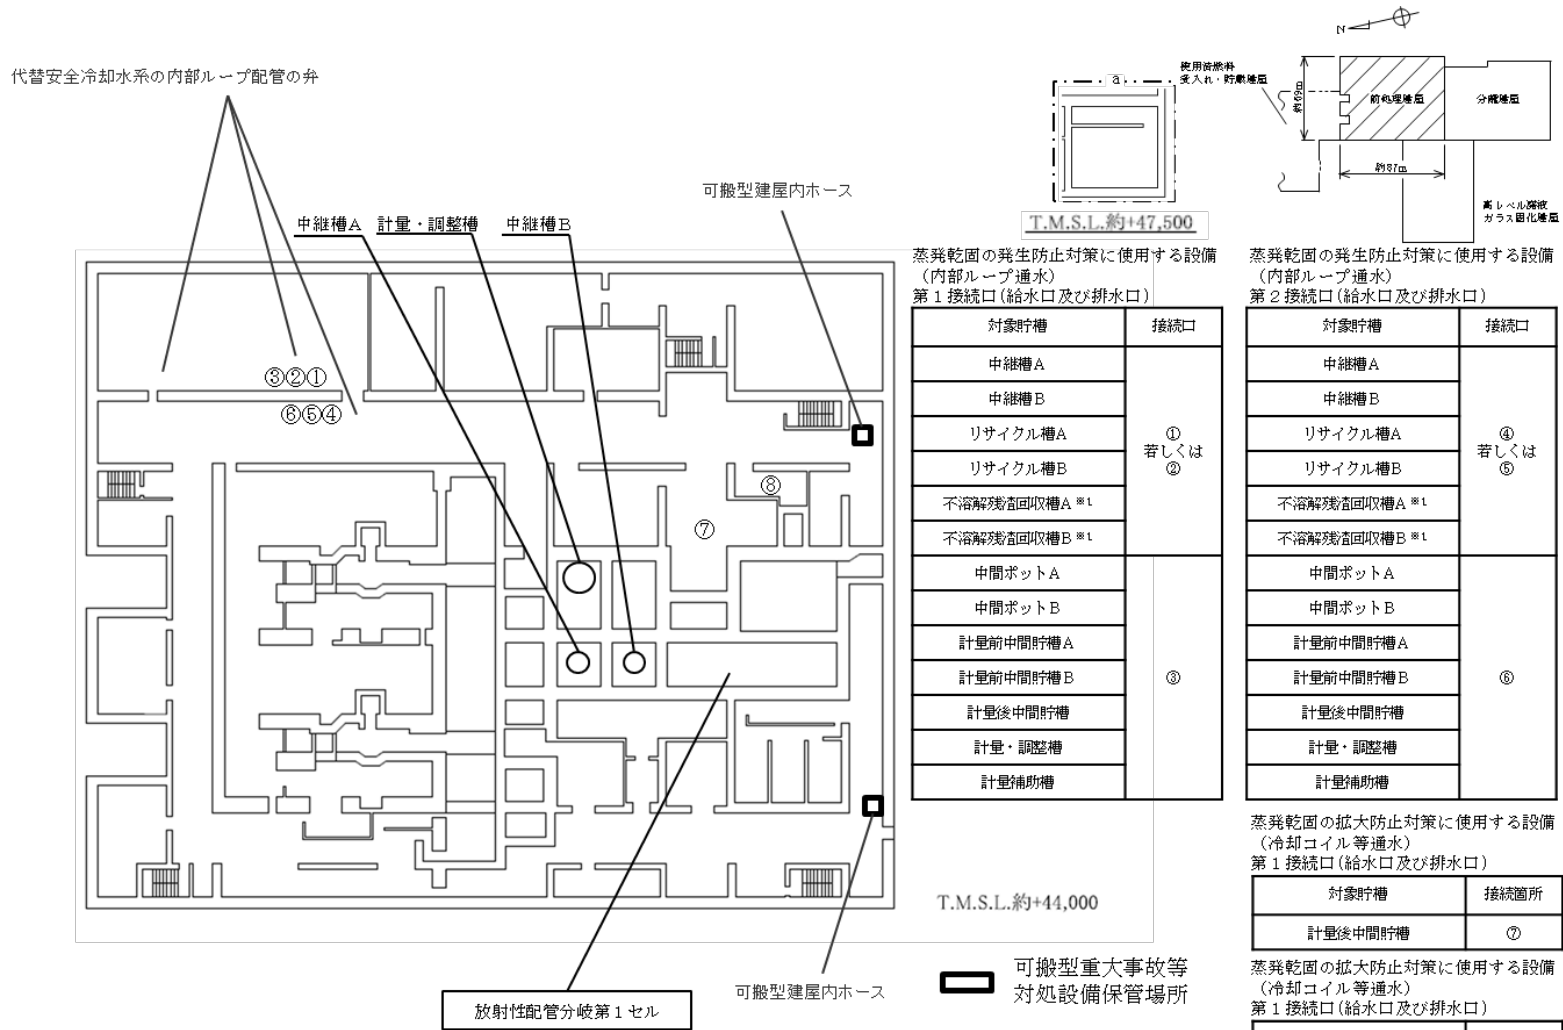 代替安全冷却水系の内部ループ配管の弁
N
使用済燃料
受入れ・貯蔵建屋
a
約69m
前処理建屋
分離建屋
約87m
高レベル廃液
ガラス固化建屋
T.M.S.L.約+47,500
可搬型建屋内ホース
中継槽A 計量・調整槽 中継槽B
③②①
⑥⑤④
⑧
⑦
蒸発乾固の発生防止対策に使用する設備
（内部ループ通水）
第１接続口(給水口及び排水口)
対象貯槽 接続口
中継槽A
中継槽B
リサイクル槽A
リサイクル槽B
不溶解残渣回収槽A ※1
不溶解残渣回収槽B ※1
①
若しくは
②
中間ポットA
中間ポットB
計量前中間貯槽A
計量前中間貯槽B
計量後中間貯槽
計量・調整槽
計量補助槽
③
蒸発乾固の発生防止対策に使用する設備
（内部ループ通水）
第２接続口(給水口及び排水口)
対象貯槽 接続口
中継槽A
中継槽B
リサイクル槽A
リサイクル槽B
不溶解残渣回収槽A ※1
不溶解残渣回収槽B ※1
④
若しくは
⑤
中間ポットA
中間ポットB
計量前中間貯槽A
計量前中間貯槽B
計量後中間貯槽
計量・調整槽
計量補助槽
⑥
蒸発乾固の拡大防止対策に使用する設備
（冷却コイル等通水）
第１接続口(給水口及び排水口)
対象貯槽 接続箇所
計量後中間貯槽 ⑦
蒸発乾固の拡大防止対策に使用する設備
（冷却コイル等通水）
第１接続口(給水口及び排水口)
T.M.S.L.約+44,000
可搬型重大事故等
対処設備保管場所
可搬型建屋内ホース
放射性配管分岐第１セル